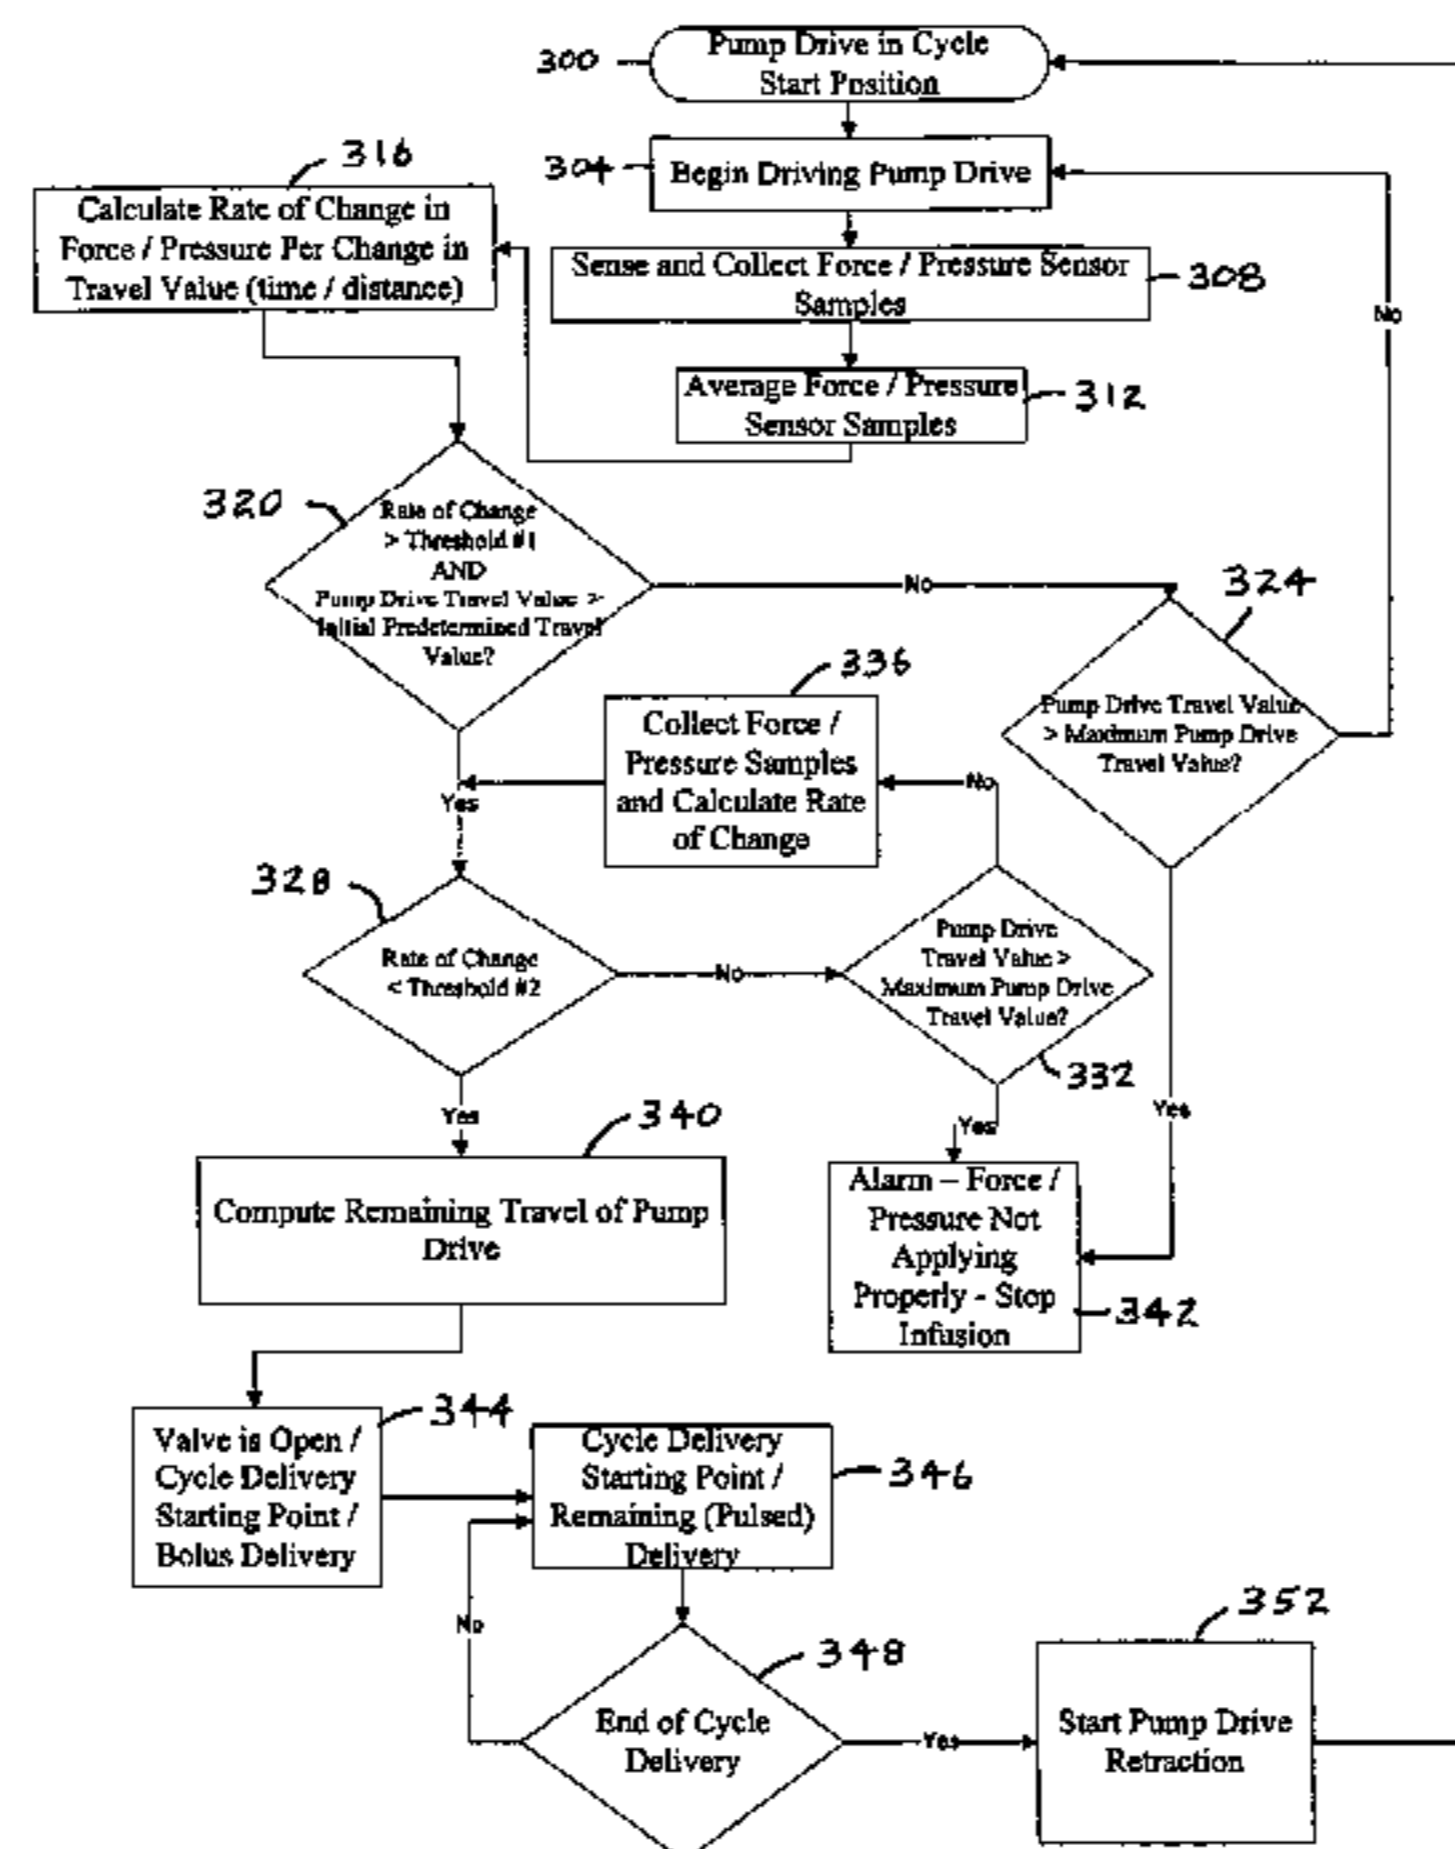 300
Pump Drive in Cycle
Start Position
304
Begin Driving Pump Drive
316
Calculate Rate of Change in
Force / Pressure Per Change in
Travel Value (time / distance)
Sense and Collect Force / Pressure Sensor
Samples
308
No
Average Force / Pressure
Sensor Samples
312
320
Rate of Change
> Threshold #1
AND
Pump Drive Travel Value >
Initial Predetermined Travel
Value?
No
324
Pump Drive Travel Value
> Maximum Pump Drive
Travel Value?
336
Collect Force /
Pressure Samples
and Calculate Rate
of Change
No
Yes
328
Rate of Change
< Threshold #2
No
Pump Drive
Travel Value >
Maximum Pump Drive
Travel Value?
332
Yes
Yes
Yes
340
Compute Remaining Travel of Pump
Drive
Alarm – Force /
Pressure Not
Applying
Properly - Stop
Infusion
342
344
Valve is Open /
Cycle Delivery
Starting Point /
Bolus Delivery
Cycle Delivery
Starting Point /
Remaining (Pulsed)
Delivery
346
No
348
End of Cycle
Delivery
Yes
352
Start Pump Drive
Retraction